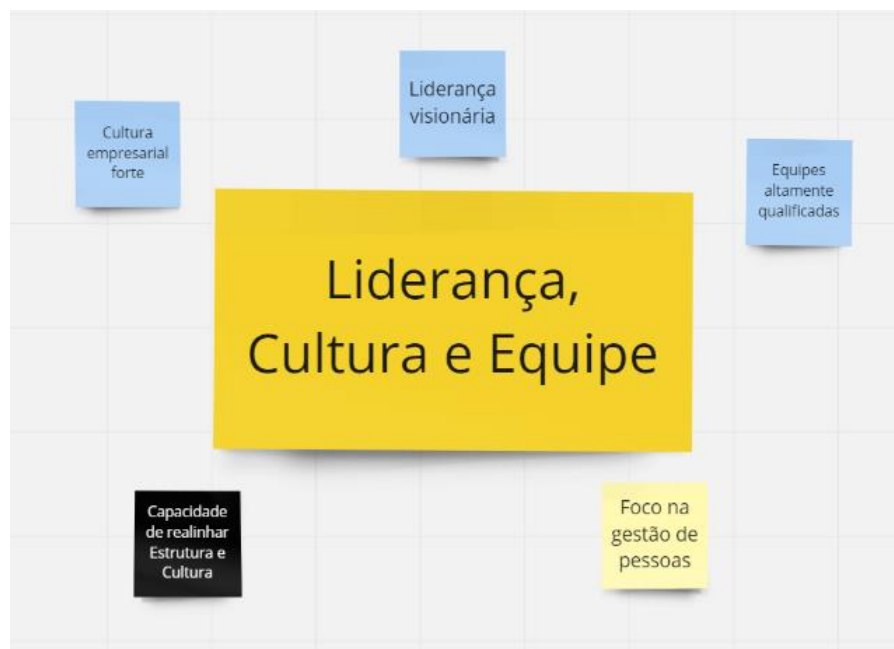 Liderança
visionária
Cultura
empresarial
forte
Equipes
altamente
qualificadas
Liderança,
Cultura e Equipe
Capacidade
de realinhar
Estrutura e
Cultura
Foco na
gestão de
pessoas